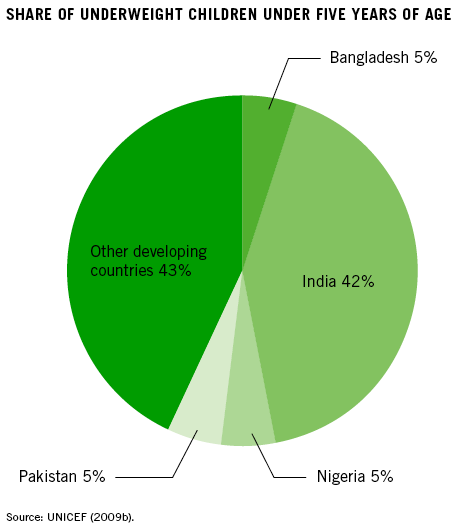 SHARE OF UNDERWEIGHT CHILDREN UNDER FIVE YEARS OF AGE
Bangladesh 5%
Other developing
countries 43%
India 42%
Pakistan 5%
Nigeria 5%
Source: UNICEF (2009b).